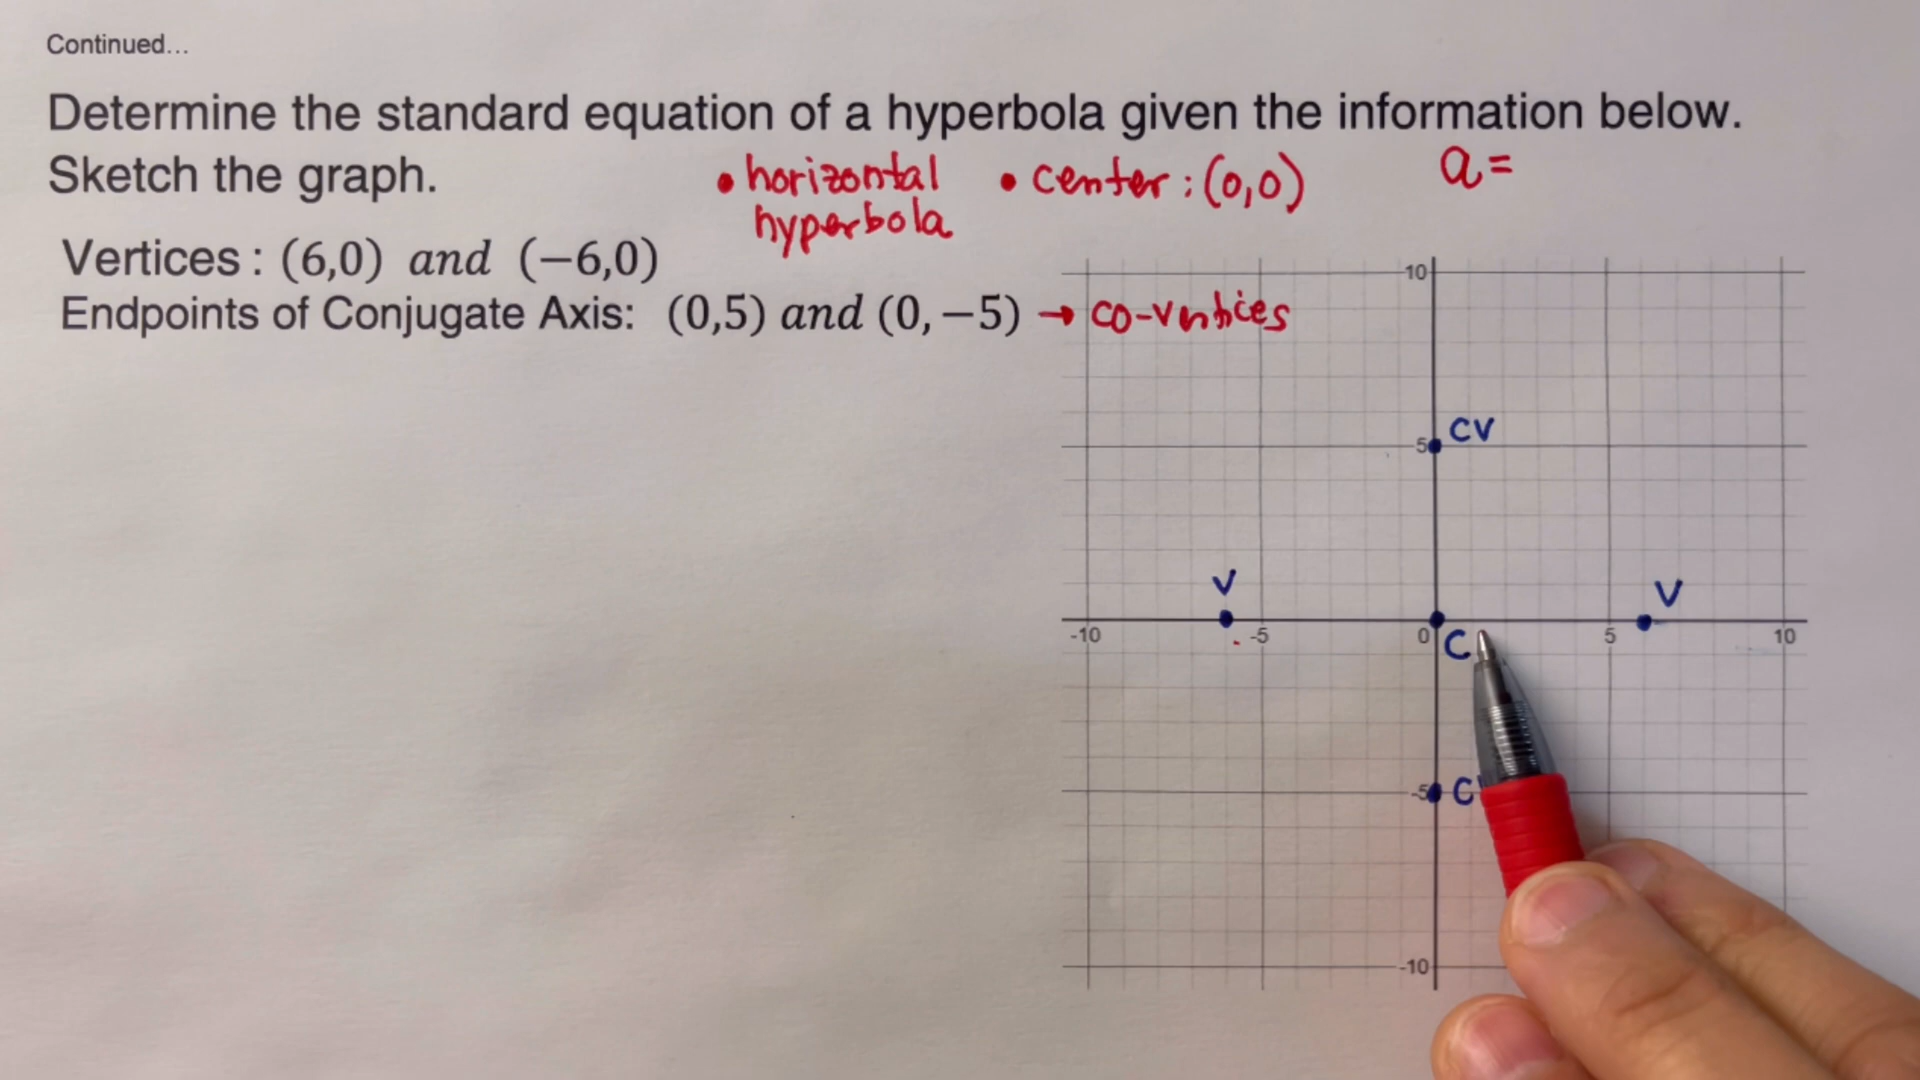 Continued...
Determine the standard equation of a hyperbola given the information below.
Sketch the graph.
• horizontal
hyperbola
• center : (0,0)
a =
Vertices : (6,0) and (−6,0)
Endpoints of Conjugate Axis: (0,5) and (0,−5) → co-vertices
10
5
CV
V
V
-10
-5
0
5
10
C
-5
C
-10